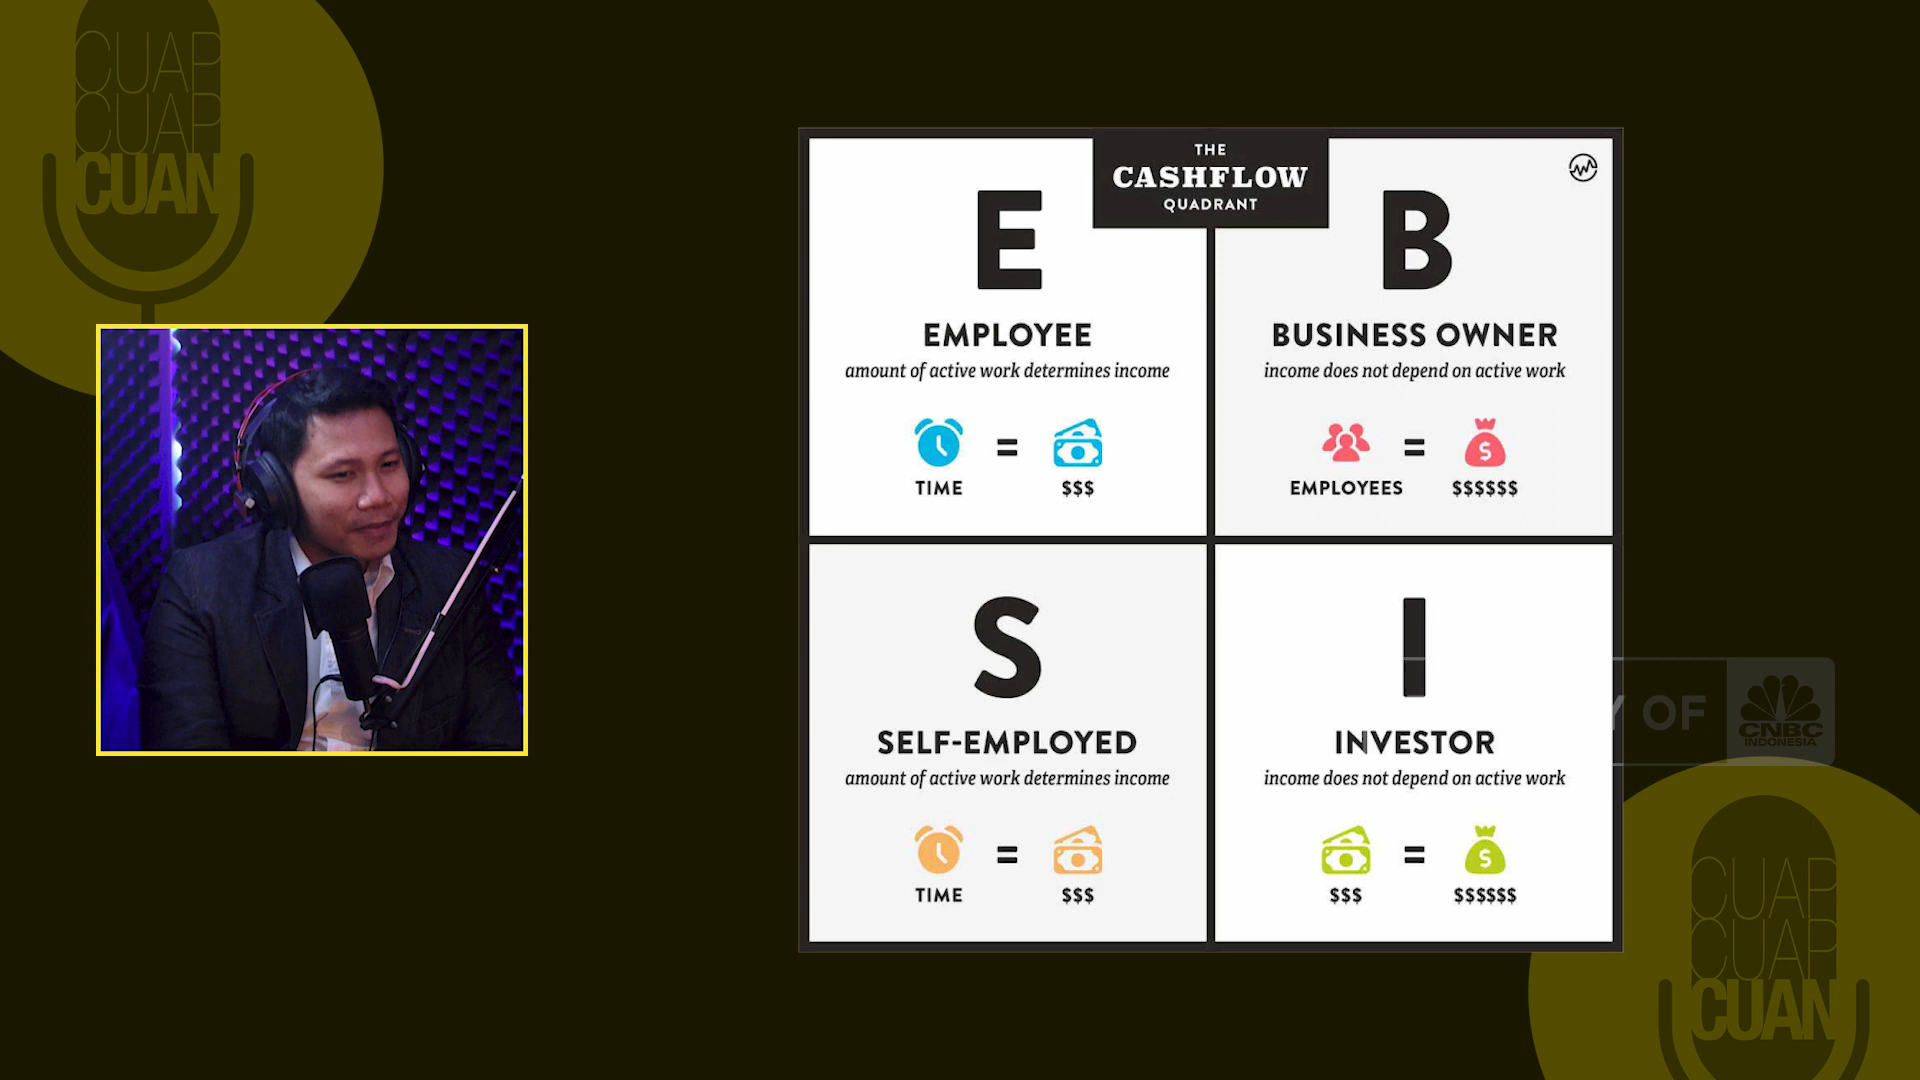 CUAP
CUAP
CUAN
THE
CASHFLOW
QUADRANT
E
EMPLOYEE
amount of active work determines income
=
TIME
$$$
B
BUSINESS OWNER
income does not depend on active work
$
=
EMPLOYEES
$$$$$$
S
SELF-EMPLOYED
amount of active work determines income
=
TIME
$$$
I
INVESTOR
income does not depend on active work
$
=
$$$
$$$$$$
Y OF
CNBC
INDONESIA
CUAP
CUAP
CUAN